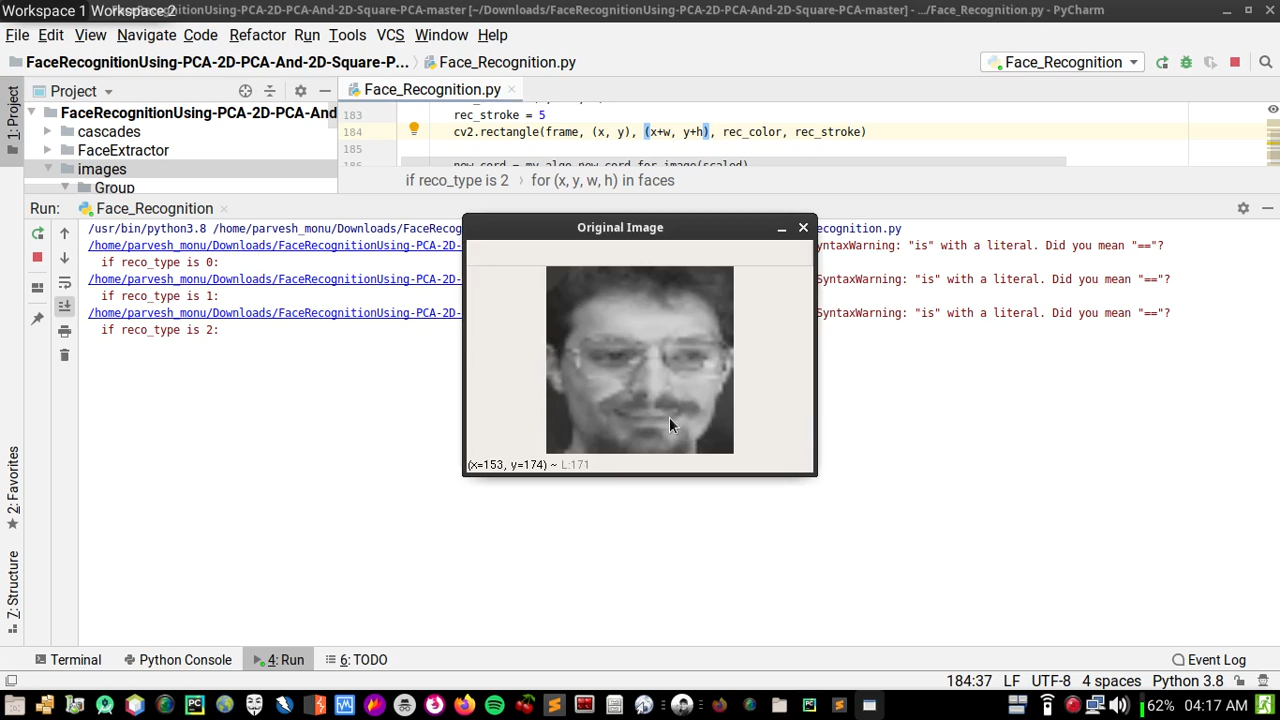 Workspace 1 Workspace 2
FaceRecognitionUsing-PCA-2D-PCA-And-2D-Square-PCA-master [~/Downloads/FaceRecognitionUsing-PCA-2D-PCA-And-2D-Square-PCA-master] - .../Face_Recognition.py - PyCharm
File Edit View Navigate Code Refactor Run Tools VCS Window Help
FaceRecognitionUsing-PCA-2D-PCA-And-2D-Square-P... Face_Recognition.py Face_Recognition
1: Project
Project Face_Recognition.py
FaceRecognitionUsing-PCA-2D-PCA-And
cascades
FaceExtractor
images
Group
183 rec_stroke = 5
184 cv2.rectangle(frame, (x, y), (x+w, y+h), rec_color, rec_stroke)
185
186 new_cord = my_algo.new_cord_for_image(scaled)
if reco_type is 2 for (x, y, w, h) in faces
Run: Face_Recognition
/usr/bin/python3.8 /home/parvesh_monu/Downloads/FaceRecog ecognition.py
/home/parvesh_monu/Downloads/FaceRecognitionUsing-PCA-2D- SyntaxWarning: "is" with a literal. Did you mean "=="?
if reco_type is 0:
/home/parvesh_monu/Downloads/FaceRecognitionUsing-PCA-2D- SyntaxWarning: "is" with a literal. Did you mean "=="?
if reco_type is 1:
/home/parvesh_monu/Downloads/FaceRecognitionUsing-PCA-2D- SyntaxWarning: "is" with a literal. Did you mean "=="?
if reco_type is 2:
Original Image
(x=153, y=174) ~ L:171
2: Favorites
7: Structure
Terminal Python Console 4: Run 6: TODO Event Log
184:37 LF UTF-8 4 spaces Python 3.8
62% 04:17 AM